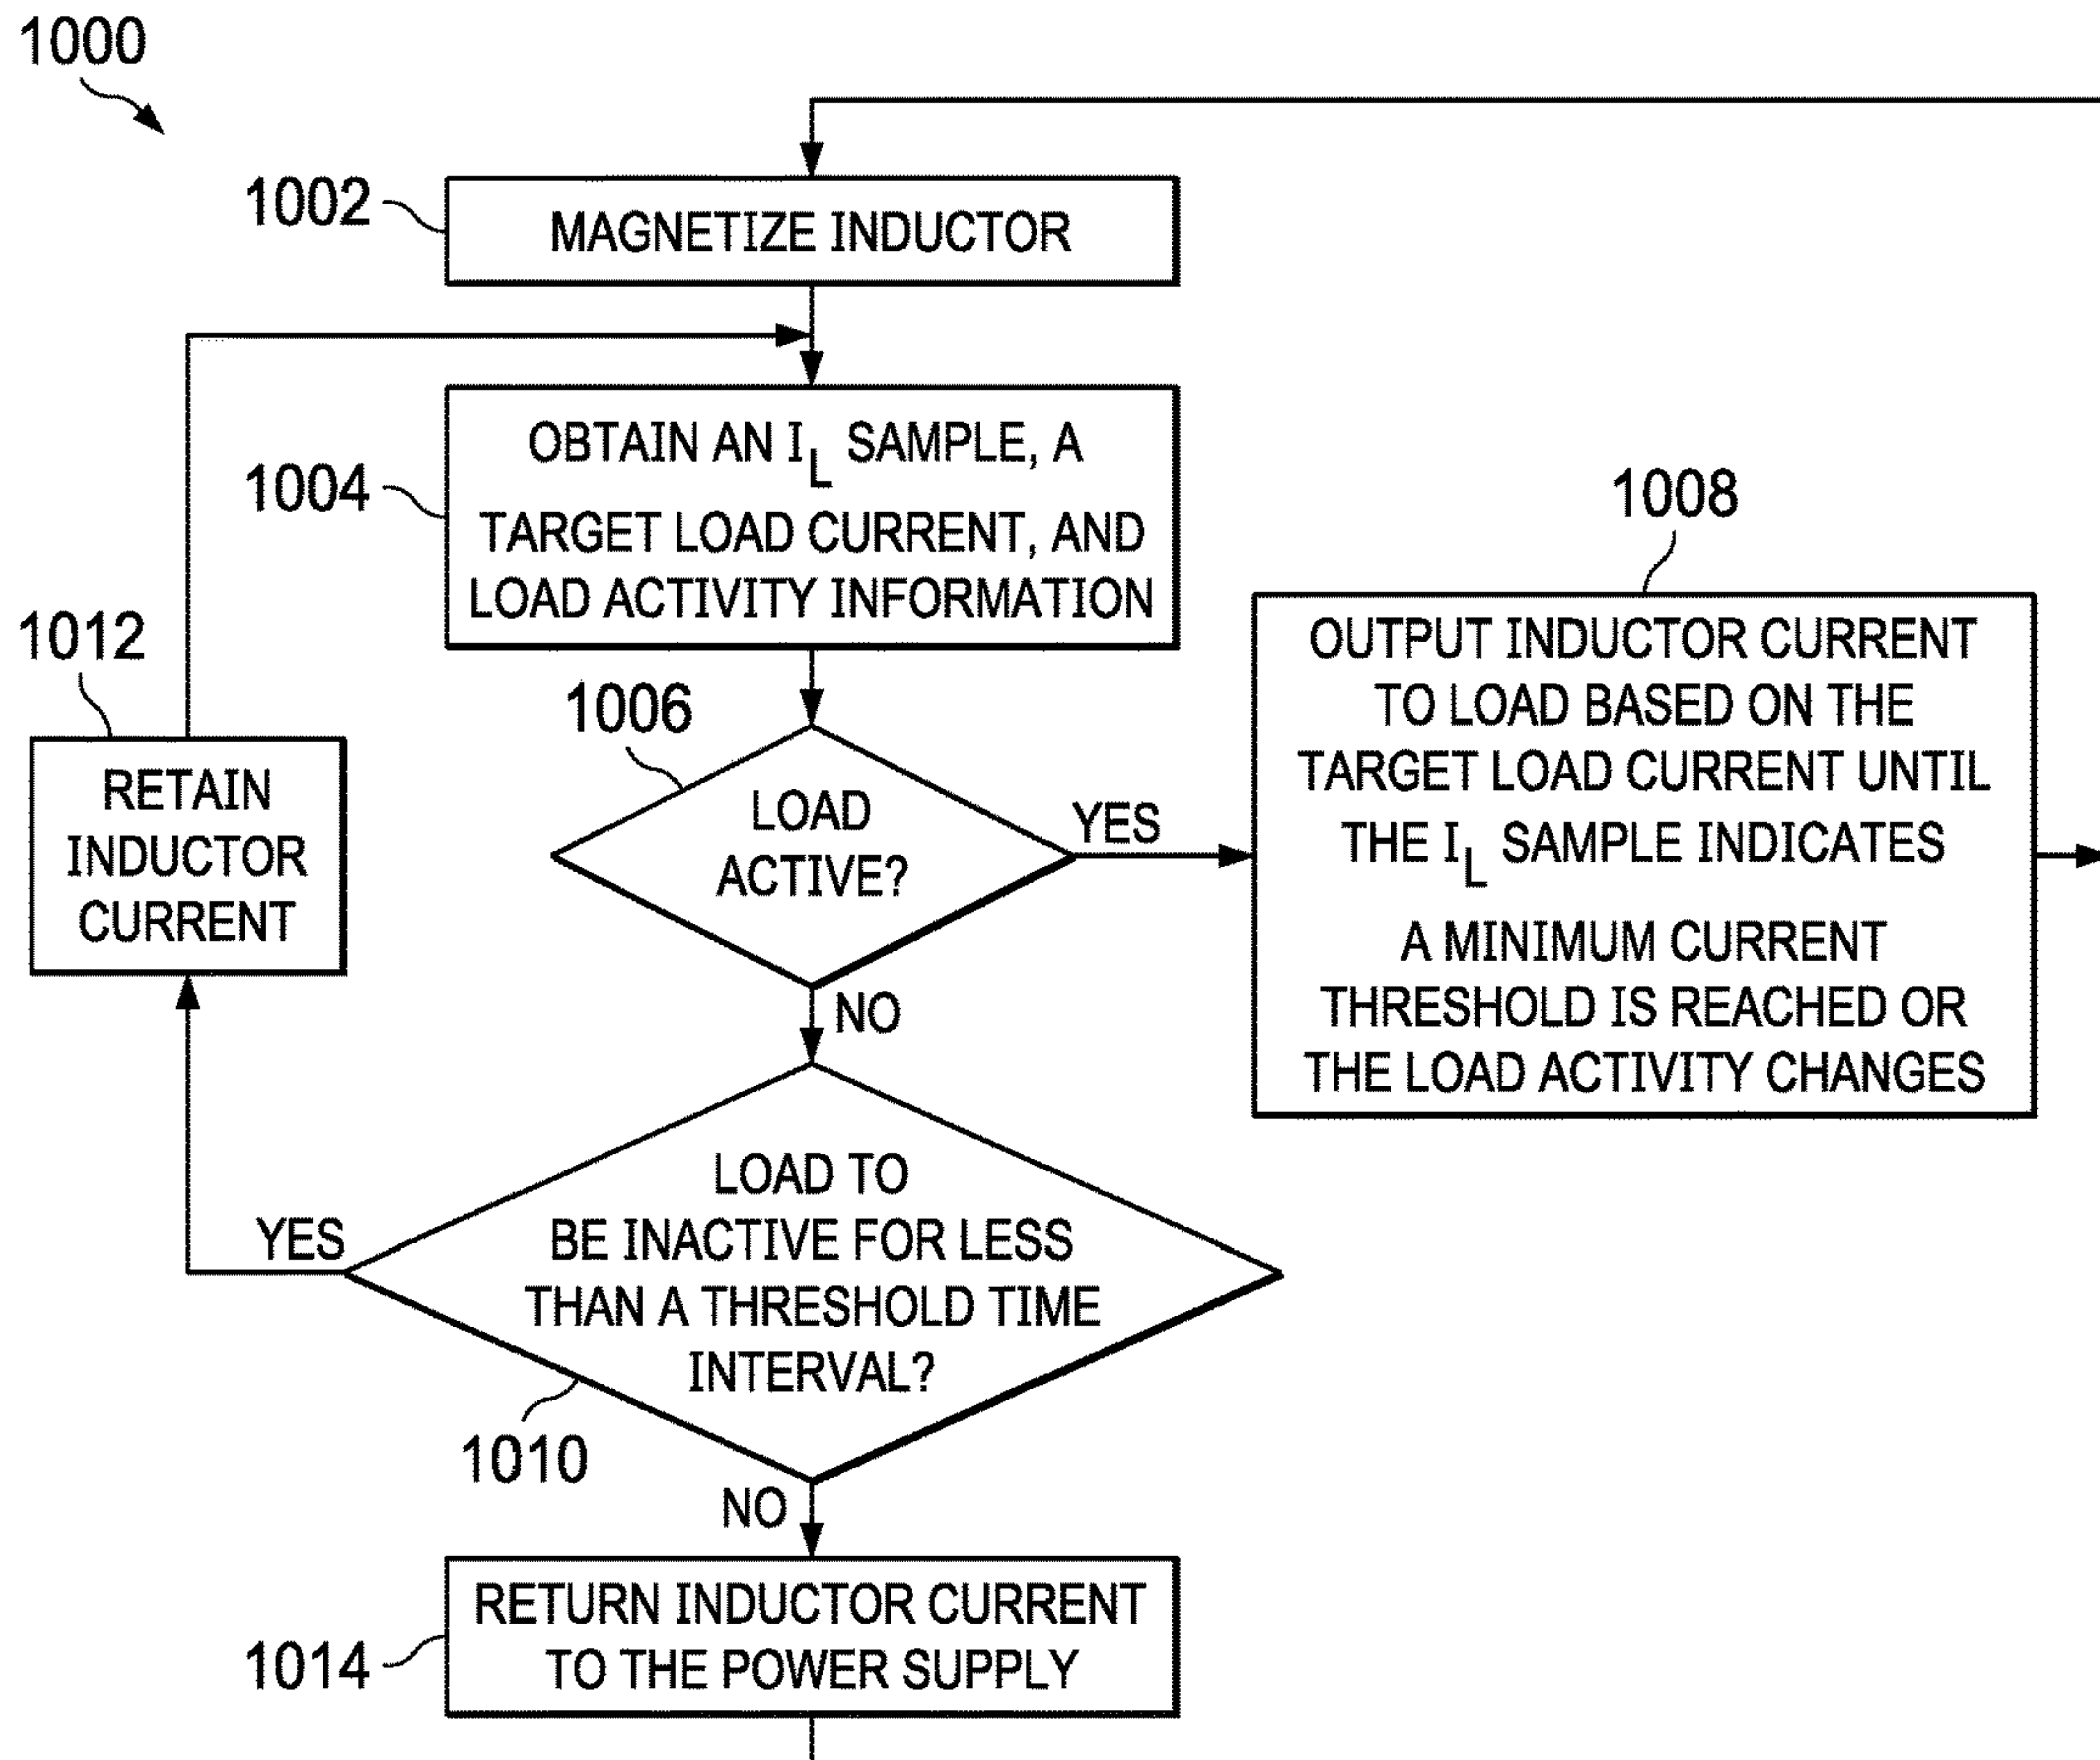 1000
1002
MAGNETIZE INDUCTOR
1004
OBTAIN AN I_L SAMPLE, A
TARGET LOAD CURRENT, AND
LOAD ACTIVITY INFORMATION
1006
LOAD
ACTIVE?
YES
NO
1008
OUTPUT INDUCTOR CURRENT
TO LOAD BASED ON THE
TARGET LOAD CURRENT UNTIL
THE I_L SAMPLE INDICATES
A MINIMUM CURRENT
THRESHOLD IS REACHED OR
THE LOAD ACTIVITY CHANGES
1012
RETAIN
INDUCTOR
CURRENT
YES
LOAD TO
BE INACTIVE FOR LESS
THAN A THRESHOLD TIME
INTERVAL?
1010
NO
1014
RETURN INDUCTOR CURRENT
TO THE POWER SUPPLY